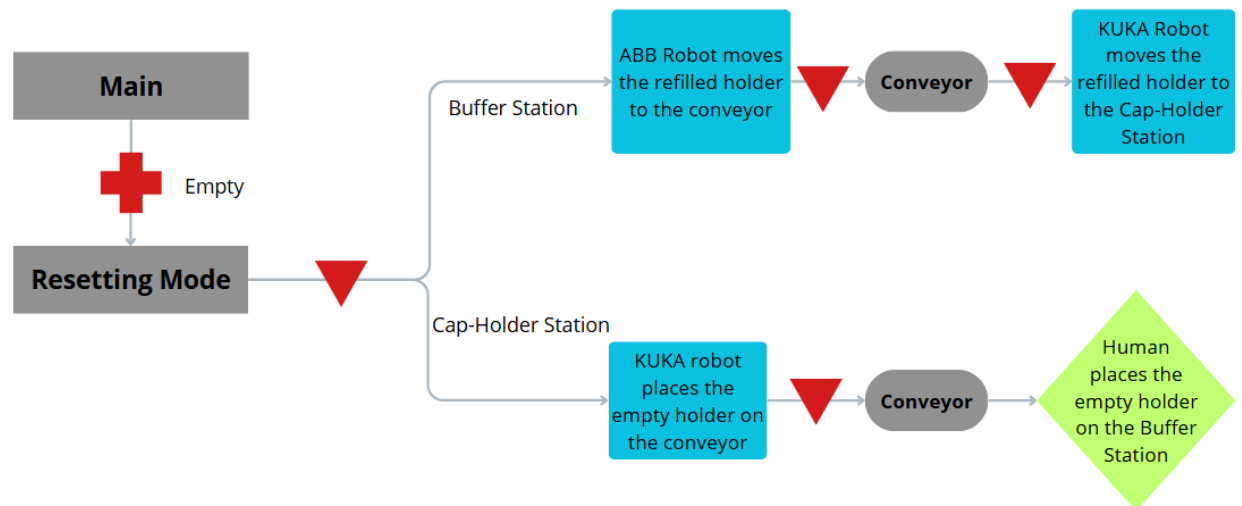 Main
Empty
Resetting Mode
Buffer Station
ABB Robot moves
the refilled holder
to the conveyor
Conveyor
KUKA Robot
moves the
refilled holder to
the Cap-Holder
Station
Cap-Holder Station
KUKA robot
places the
empty holder on
the conveyor
Conveyor
Human
places the
empty holder
on the Buffer
Station